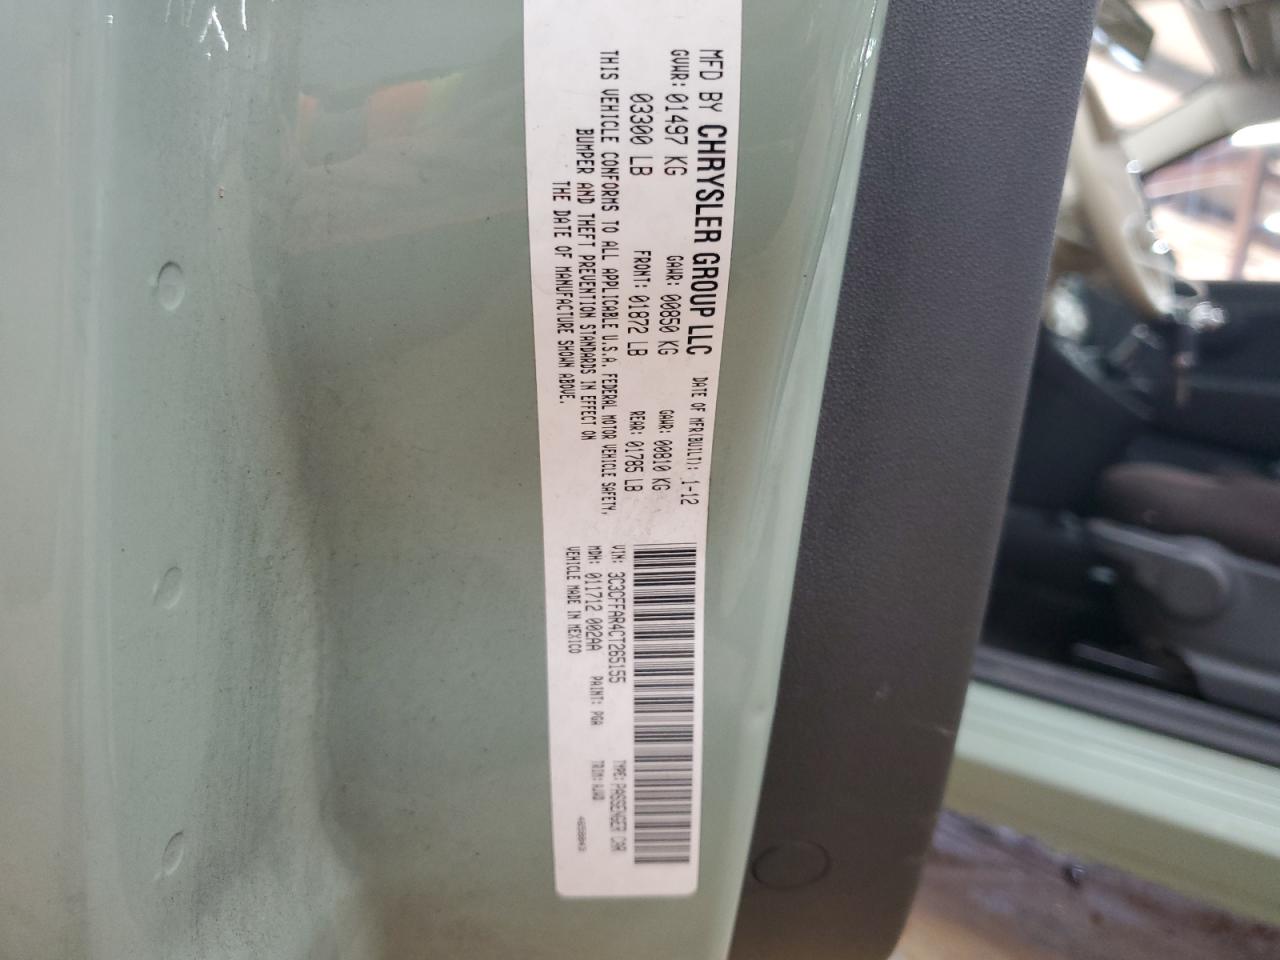 MFD BY CHRYSLER GROUP LLC DATE OF MFR(BUILT): 1-12
GVWR: 01497 KG GAWR: 00850 KG GAWR: 00810 KG
03300 LB FRONT: 01872 LB REAR: 01785 LB
THIS VEHICLE CONFORMS TO ALL APPLICABLE U.S.A. FEDERAL MOTOR VEHICLE SAFETY,
BUMPER AND THEFT PREVENTION STANDARDS IN EFFECT ON
THE DATE OF MANUFACTURE SHOWN ABOVE.
VIN: 3C3CFFAR4CT265155 TYPE: PASSENGER CAR
MDH: 011712 002AA PAINT: PGA TRIM:
VEHICLE MADE IN MEXICO